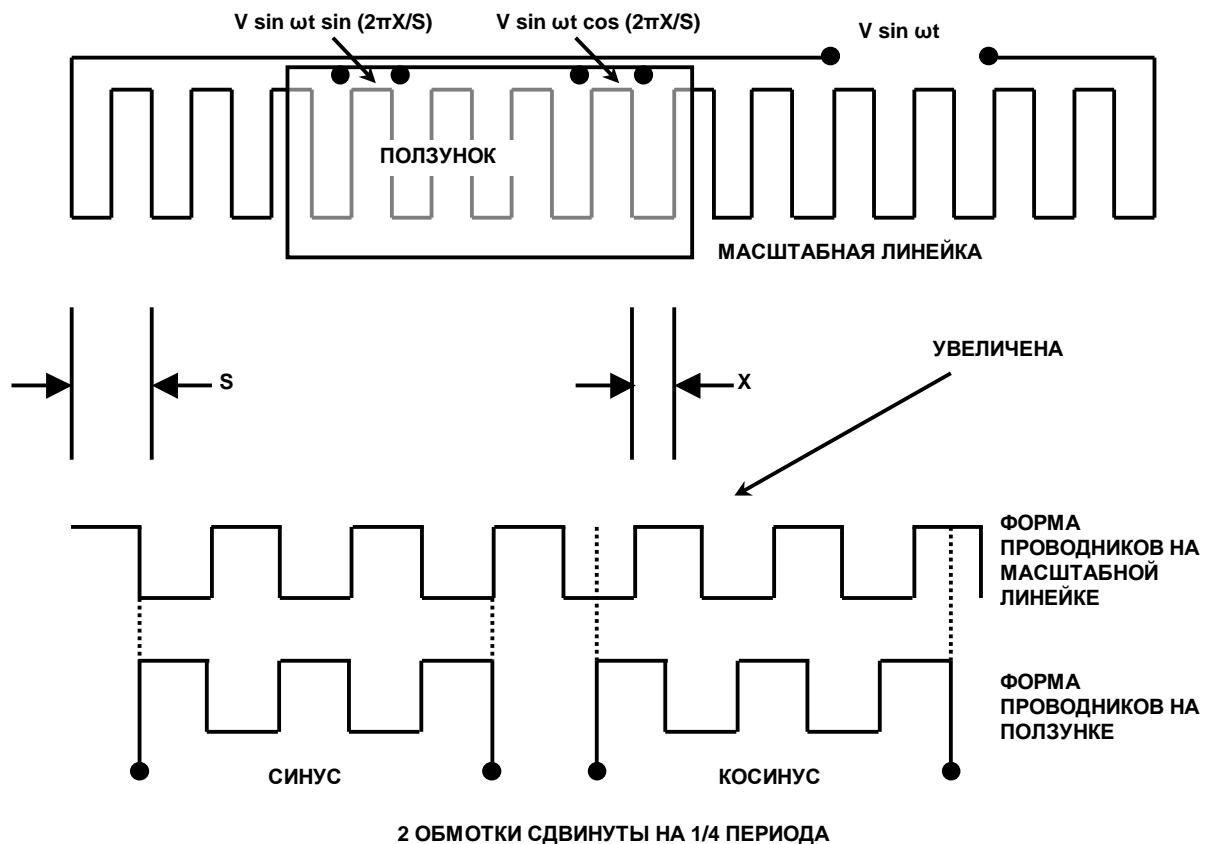 V sin ωt sin (2πX/S)
V sin ωt cos (2πX/S)
V sin ωt
ПОЛЗУНОК
МАСШТАБНАЯ ЛИНЕЙКА
S
X
УВЕЛИЧЕНА
ФОРМА
ПРОВОДНИКОВ НА
МАСШТАБНОЙ
ЛИНЕЙКЕ
ФОРМА
ПРОВОДНИКОВ НА
ПОЛЗУНКЕ
СИНУС
КОСИНУС
2 ОБМОТКИ СДВИНУТЫ НА 1/4 ПЕРИОДА